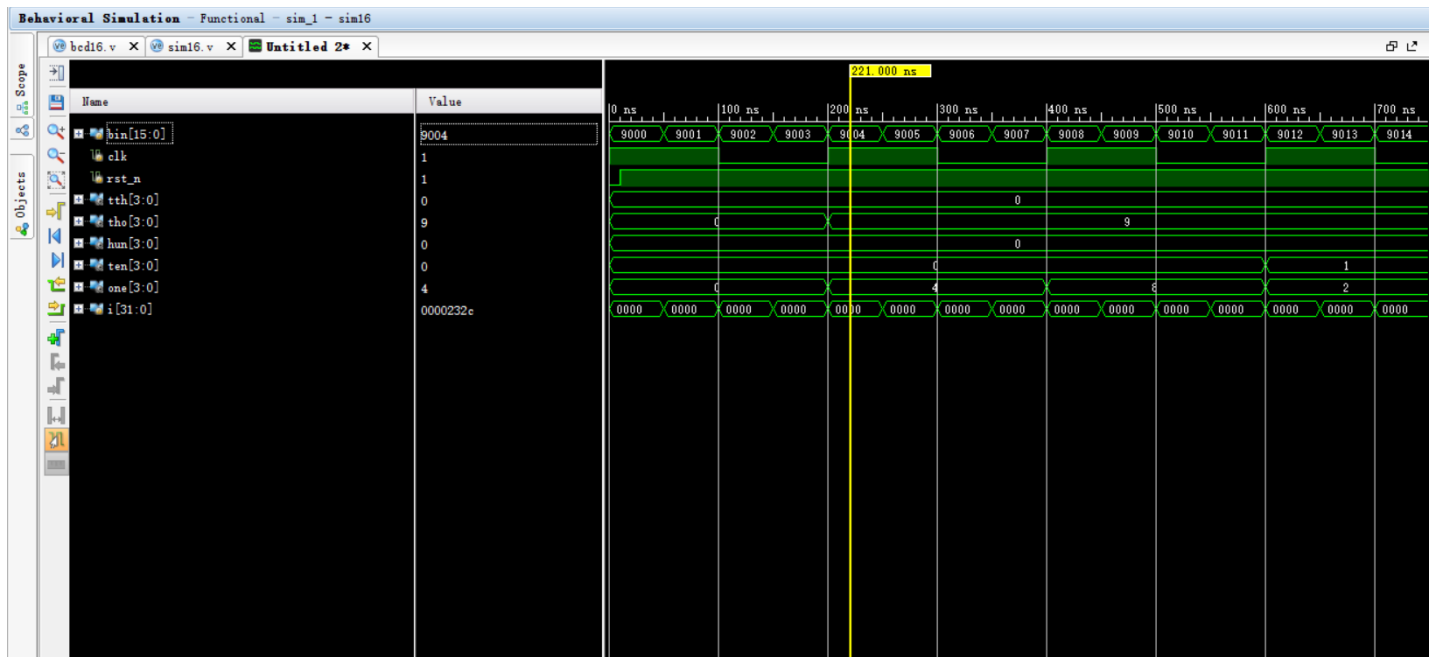 Behavioral Simulation - Functional - sim_1 - sim16
bcd16.v sim16.v Untitled 2*
Scope
Objects
221.000 ns
Name Value
0 ns 100 ns 200 ns 300 ns 400 ns 500 ns 600 ns 700 ns
bin[15:0] 9004 9000 9001 9002 9003 9004 9005 9006 9007 9008 9009 9010 9011 9012 9013 9014
clk 1
rst_n 1
tth[3:0] 0 0
tho[3:0] 9 0 9
hun[3:0] 0 0
ten[3:0] 0 0 1
one[3:0] 4 0 4 8 2
i[31:0] 0000232c 0000 0000 0000 0000 0000 0000 0000 0000 0000 0000 0000 0000 0000 0000 0000